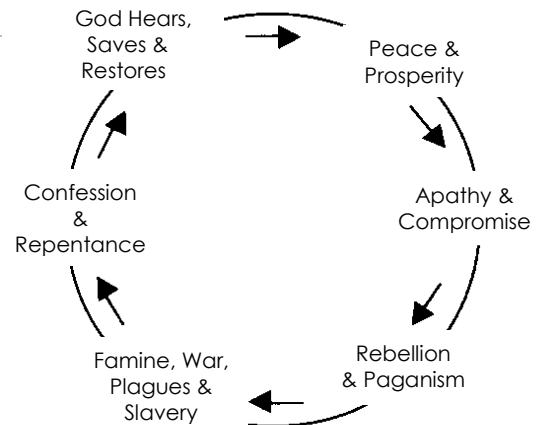 God Hears,
Saves &
Restores
Peace &
Prosperity
Apathy &
Compromise
Rebellion
& Paganism
Famine, War,
Plagues &
Slavery
Confession
&
Repentance